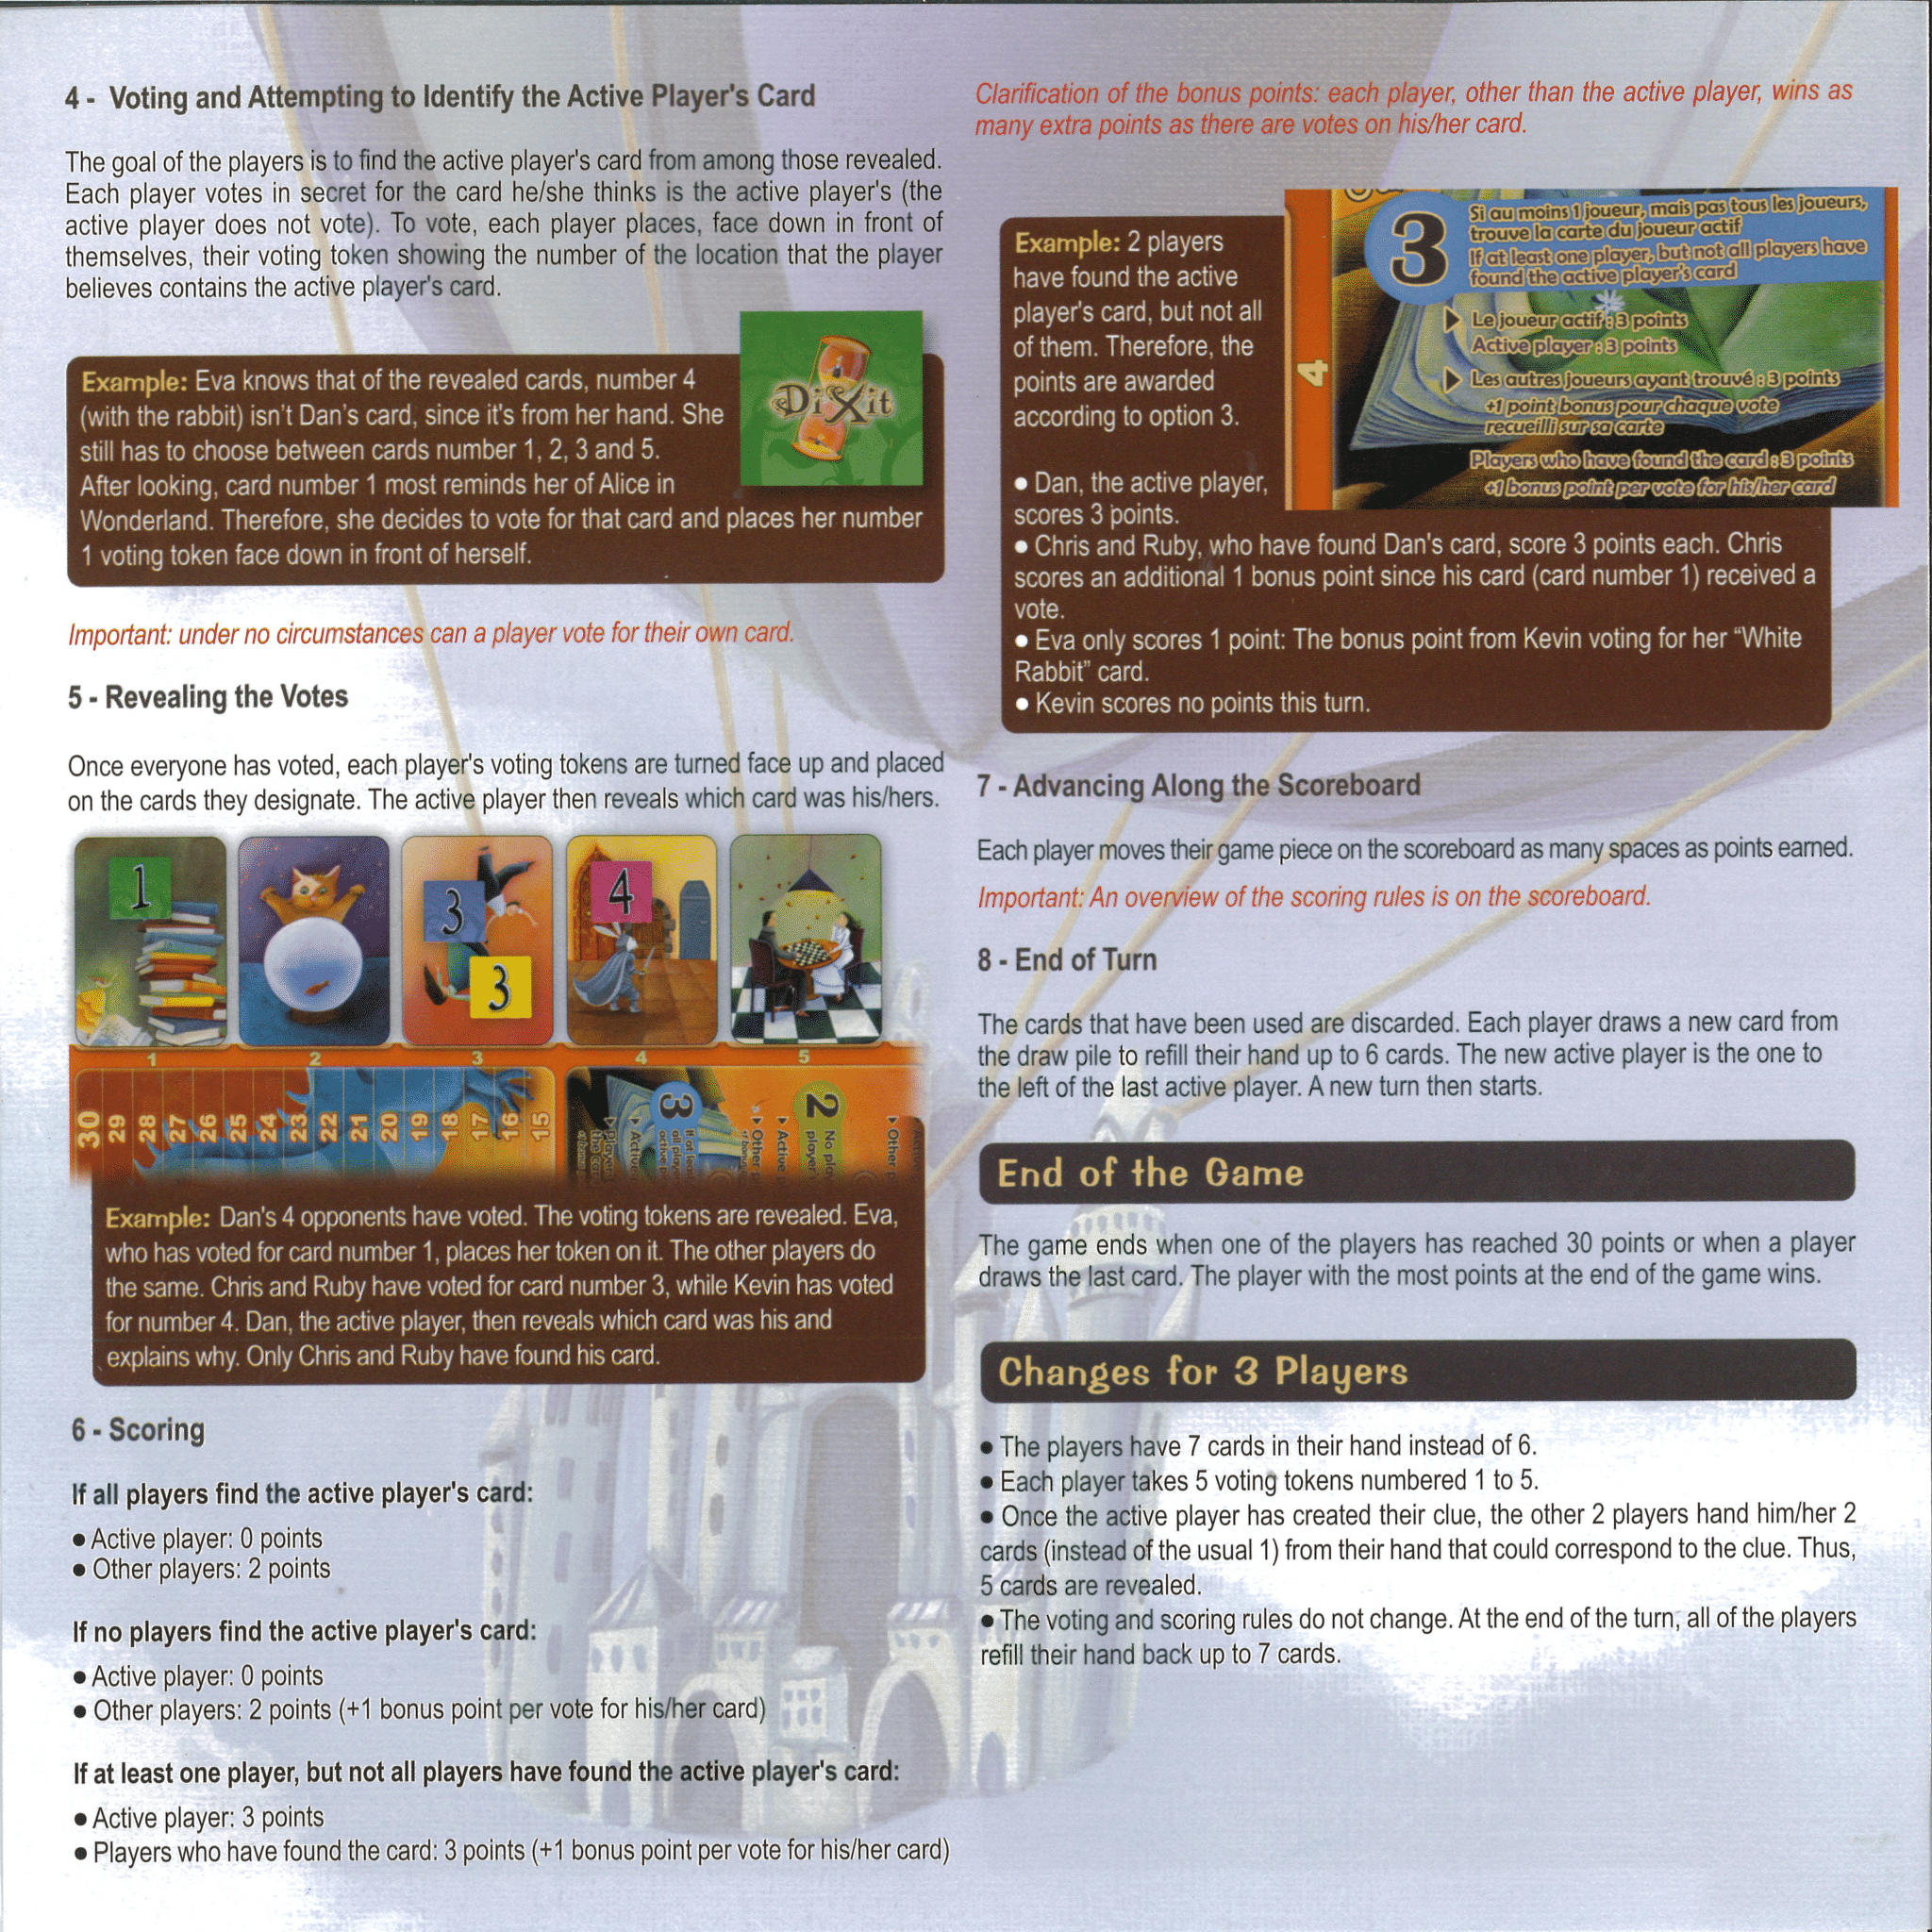 4 - Voting and Attempting to Identify the Active Player's Card
The goal of the players is to find the active player's card from among those revealed.
Each player votes in secret for the card he/she thinks is the active player's (the
active player does not vote). To vote, each player places, face down in front of
themselves, their voting token showing the number of the location that the player
believes contains the active player's card.
Example: Eva knows that of the revealed cards, number 4
(with the rabbit) isn't Dan's card, since it's from her hand. She
still has to choose between cards number 1, 2, 3 and 5.
After looking, card number 1 most reminds her of Alice in
Wonderland. Therefore, she decides to vote for that card and places her number
1 voting token face down in front of herself.
DiXit
Important: under no circumstances can a player vote for their own card.
5 - Revealing the Votes
Once everyone has voted, each player's voting tokens are turned face up and placed
on the cards they designate. The active player then reveals which card was his/hers.
1
3
3
4
1 2 3 4 5
30 29 28 27 26 25 24 23 22 21 20 19 18 17 16 15
3
If at leas
all player
active p
Active
Players
the car
+1 bonus
2
No pla
player
Active p
Other p
+1 bonus
Other p
Example: Dan's 4 opponents have voted. The voting tokens are revealed. Eva,
who has voted for card number 1, places her token on it. The other players do
the same. Chris and Ruby have voted for card number 3, while Kevin has voted
for number 4. Dan, the active player, then reveals which card was his and
explains why. Only Chris and Ruby have found his card.
6 - Scoring
If all players find the active player's card:
● Active player: 0 points
● Other players: 2 points
If no players find the active player's card:
● Active player: 0 points
● Other players: 2 points (+1 bonus point per vote for his/her card)
If at least one player, but not all players have found the active player's card:
● Active player: 3 points
● Players who have found the card: 3 points (+1 bonus point per vote for his/her card)
Clarification of the bonus points: each player, other than the active player, wins as
many extra points as there are votes on his/her card.
Example: 2 players
have found the active
player's card, but not all
of them. Therefore, the
points are awarded
according to option 3.
● Dan, the active player,
scores 3 points.
● Chris and Ruby, who have found Dan's card, score 3 points each. Chris
scores an additional 1 bonus point since his card (card number 1) received a
vote.
● Eva only scores 1 point: The bonus point from Kevin voting for her “White
Rabbit” card.
● Kevin scores no points this turn.
4
3
Si au moins 1 joueur, mais pas tous les joueurs,
trouve la carte du joueur actif
If at least one player, but not all players have
found the active player's card
Le joueur actif : 3 points
Active player : 3 points
Les autres joueurs ayant trouvé : 3 points
+1 point bonus pour chaque vote
recueilli sur sa carte
Players who have found the card : 3 points
+1 bonus point per vote for his/her card
7 - Advancing Along the Scoreboard
Each player moves their game piece on the scoreboard as many spaces as points earned.
Important: An overview of the scoring rules is on the scoreboard.
8 - End of Turn
The cards that have been used are discarded. Each player draws a new card from
the draw pile to refill their hand up to 6 cards. The new active player is the one to
the left of the last active player. A new turn then starts.
End of the Game
The game ends when one of the players has reached 30 points or when a player
draws the last card. The player with the most points at the end of the game wins.
Changes for 3 Players
● The players have 7 cards in their hand instead of 6.
● Each player takes 5 voting tokens numbered 1 to 5.
● Once the active player has created their clue, the other 2 players hand him/her 2
cards (instead of the usual 1) from their hand that could correspond to the clue. Thus,
5 cards are revealed.
● The voting and scoring rules do not change. At the end of the turn, all of the players
refill their hand back up to 7 cards.